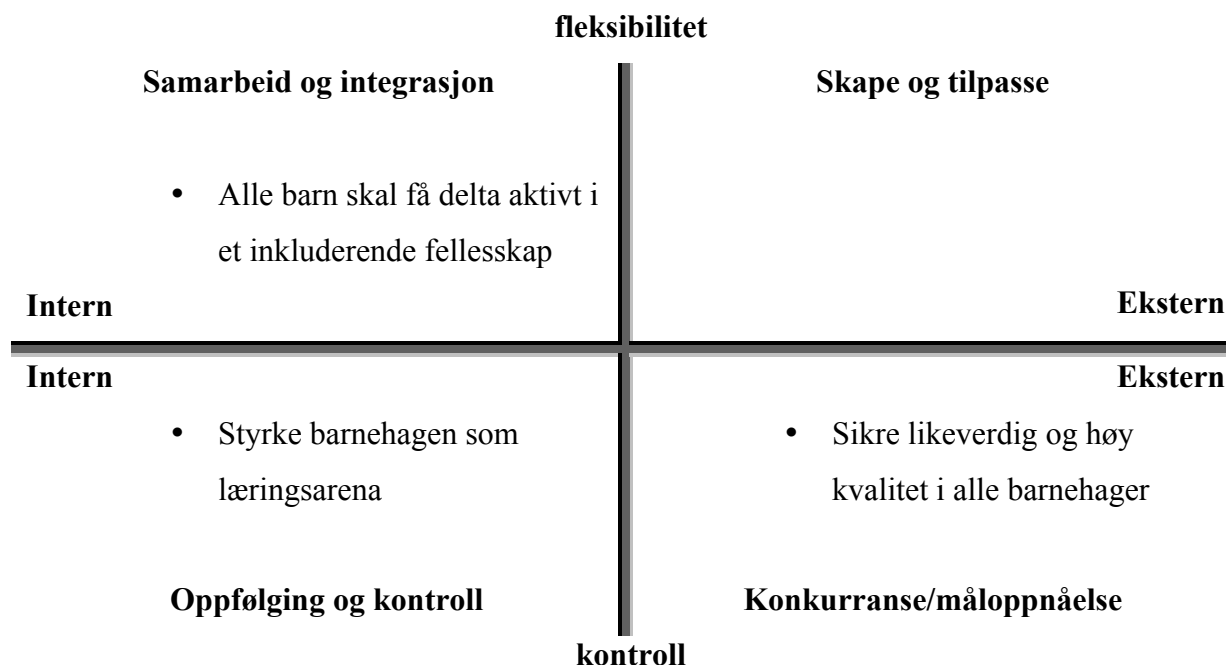 fleksibilitet
Samarbeid og integrasjon
Skape og tilpasse
• Alle barn skal få delta aktivt i
et inkluderende fellesskap
Intern
Ekstern
Intern
Ekstern
• Styrke barnehagen som
læringsarena
• Sikre likeverdig og høy
kvalitet i alle barnehager
Oppfølging og kontroll
Konkurranse/måloppnåelse
kontroll